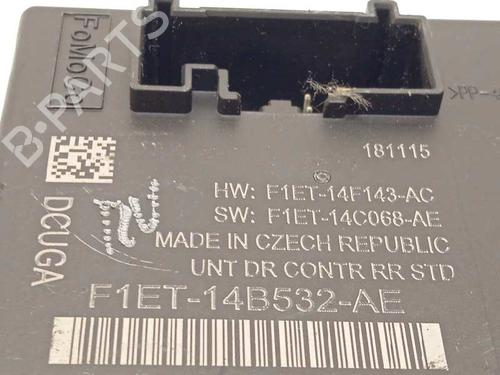 FoMoCo
B-PARTS
>PP-
181115
HW: F1ET-14F143-AC
SW: F1ET-14C068-AE
MADE IN CZECH REPUBLIC
UNT DR CONTR RR STD
F1ET-14B532-AE
DCUGA